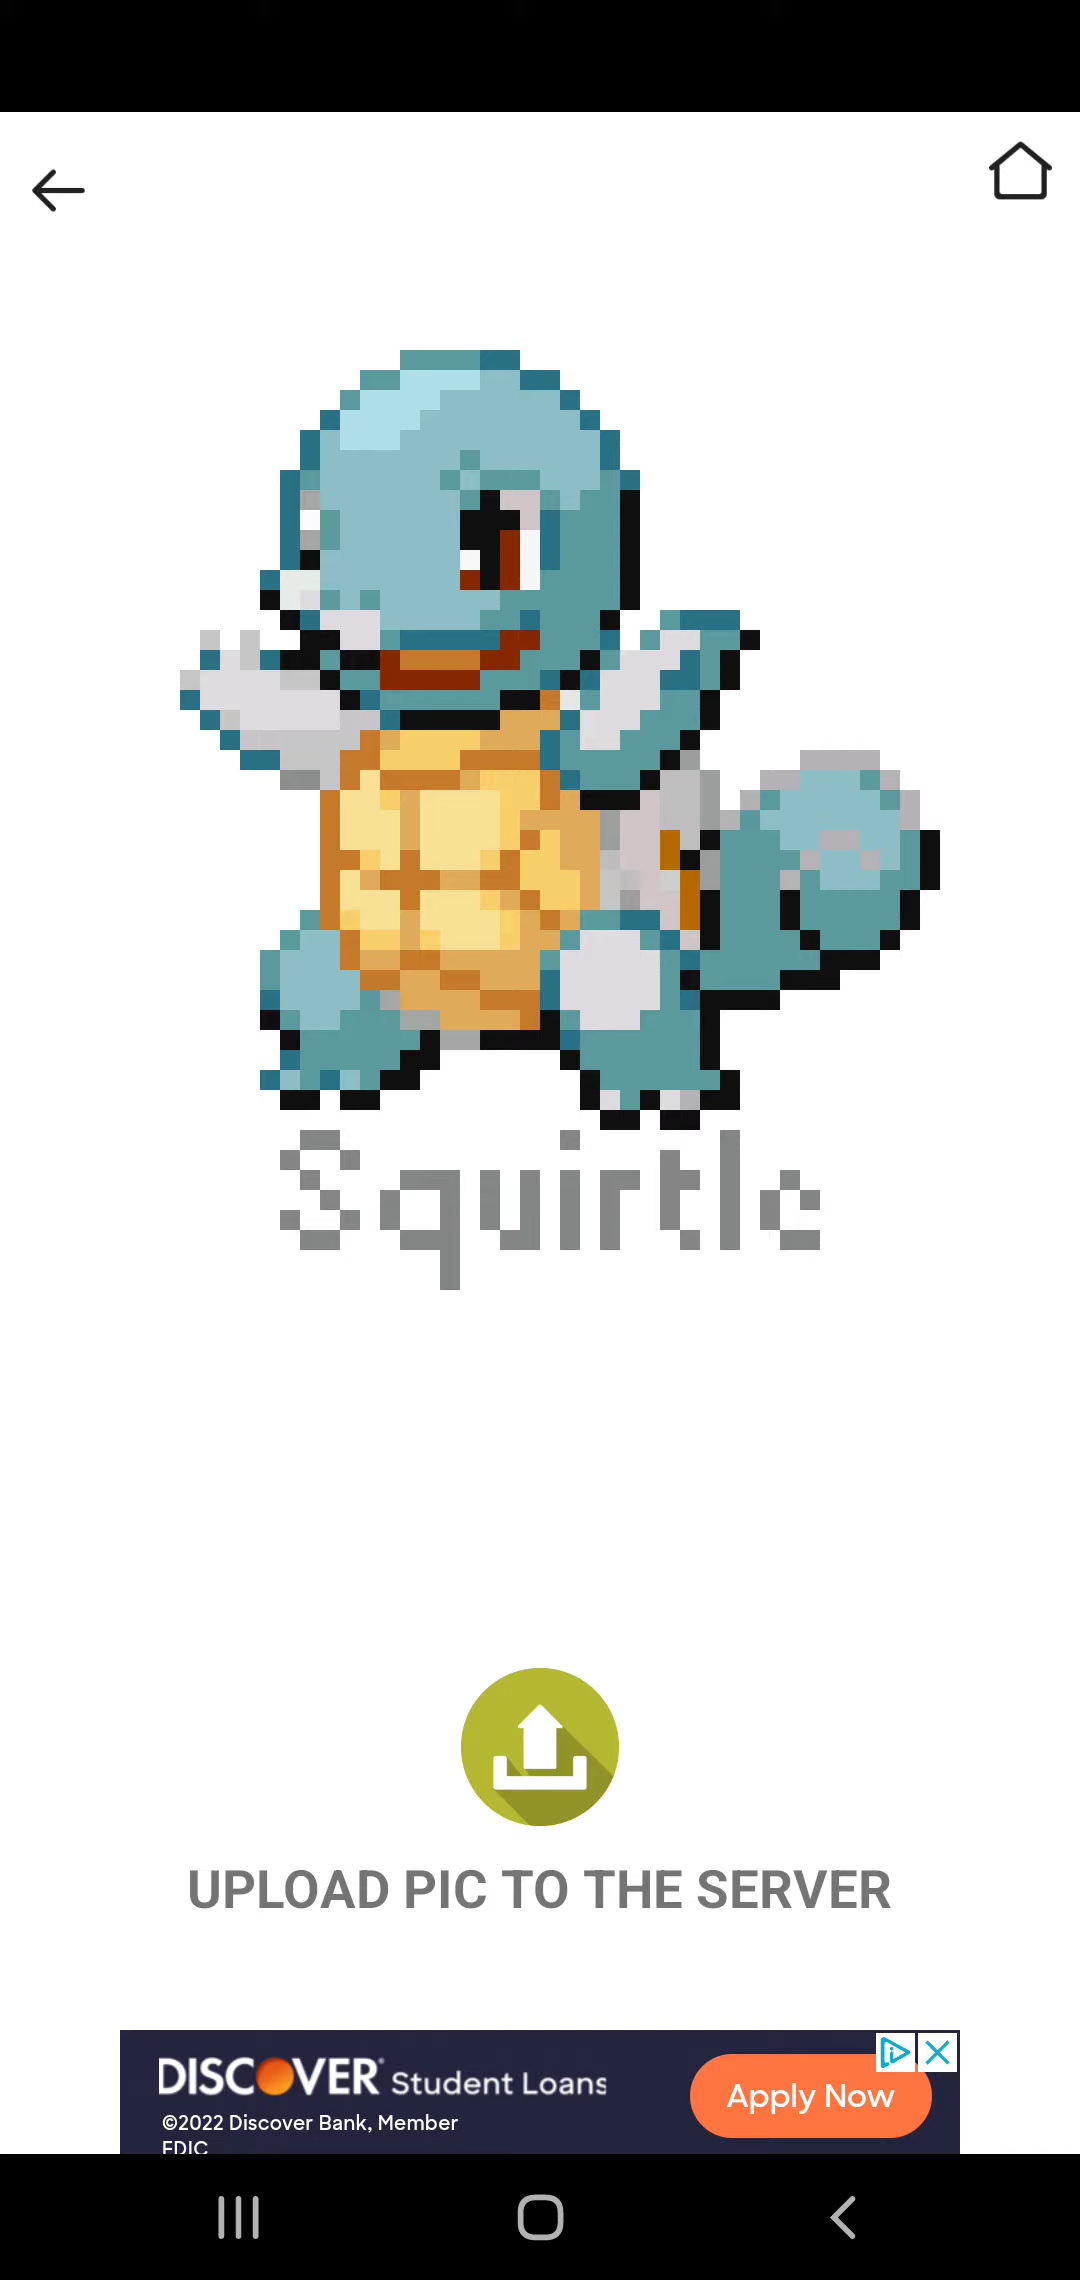 Squirtle
UPLOAD PIC TO THE SERVER
DISCOVER Student Loans
©2022 Discover Bank, Member
FDIC
Apply Now